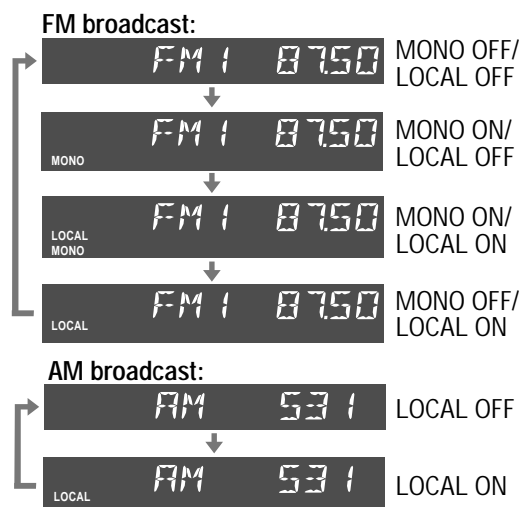 FM broadcast:
FM 1 87.50 MONO OFF/
LOCAL OFF
FM 1 87.50 MONO ON/
MONO LOCAL OFF
FM 1 87.50 MONO ON/
LOCAL LOCAL ON
MONO
FM 1 87.50 MONO OFF/
LOCAL LOCAL ON
AM broadcast:
AM 531 LOCAL OFF
AM 531 LOCAL ON
LOCAL